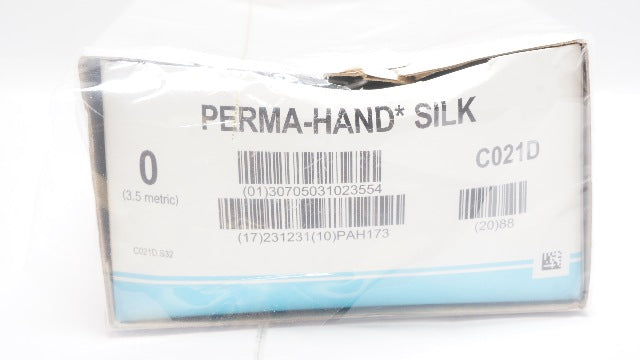 PERMA-HAND* SILK
0
(3.5 metric)
C021D
(01)30705031023554
(17)231231(10)PAH173
(20)88
C021D.S32